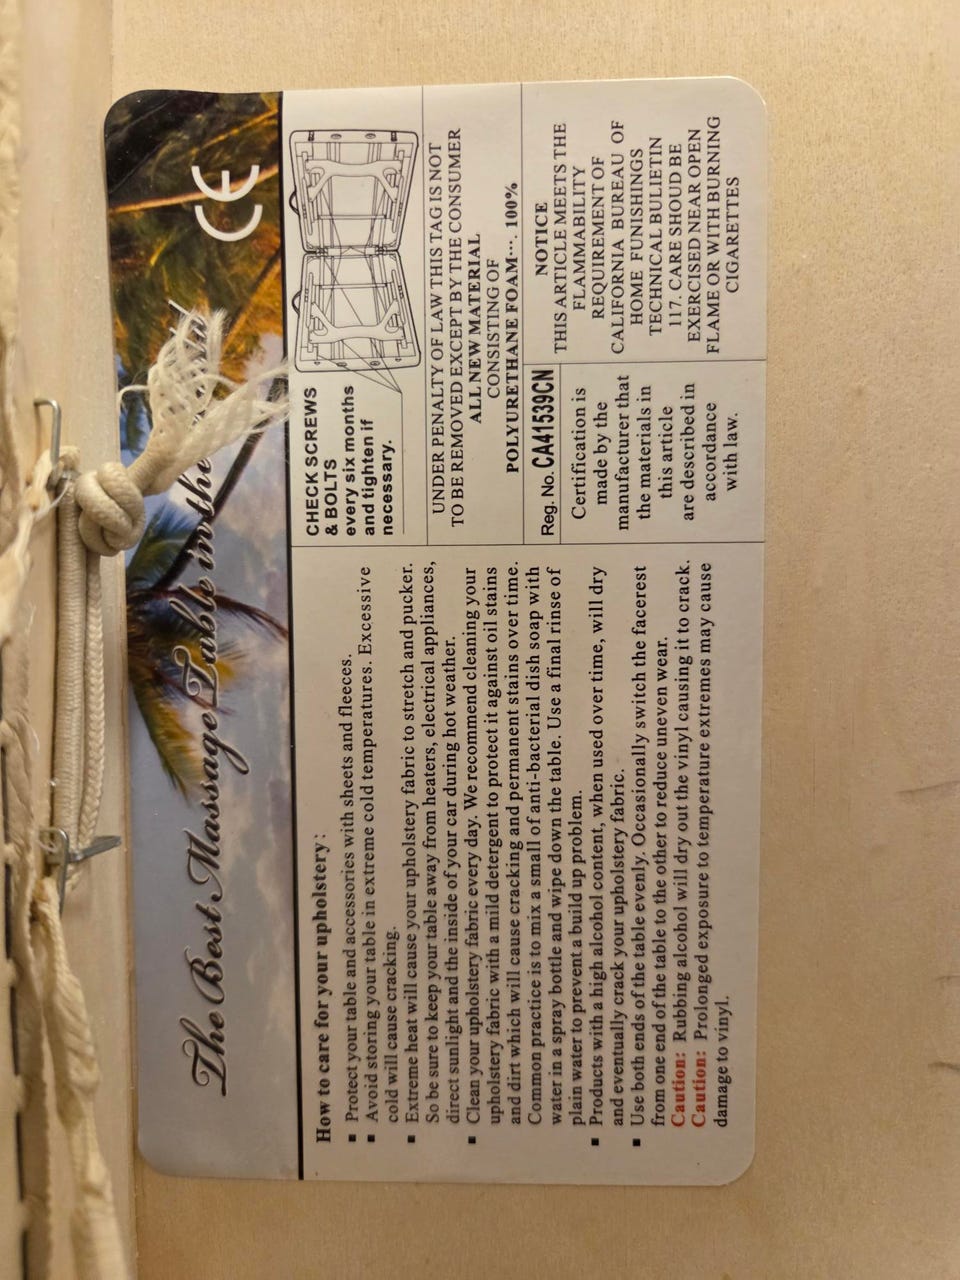 The Best Massage Table in the
CE
How to care for your upholstery:
▪ Protect your table and accessories with sheets and fleeces.
▪ Avoid storing your table in extreme cold temperatures. Excessive
cold will cause cracking.
▪ Extreme heat will cause your upholstery fabric to stretch and pucker.
So be sure to keep your table away from heaters, electrical appliances,
direct sunlight and the inside of your car during hot weather.
▪ Clean your upholstery fabric every day. We recommend cleaning your
upholstery fabric with a mild detergent to protect it against oil stains
and dirt which will cause cracking and permanent stains over time.
Common practice is to mix a small of anti-bacterial dish soap with
water in a spray bottle and wipe down the table. Use a final rinse of
plain water to prevent a build up problem.
▪ Products with a high alcohol content, when used over time, will dry
and eventually crack your upholstery fabric.
▪ Use both ends of the table evenly. Occasionally switch the facerest
from one end of the table to the other to reduce uneven wear.
Caution: Rubbing alcohol will dry out the vinyl causing it to crack.
Caution: Prolonged exposure to temperature extremes may cause
damage to vinyl.
CHECK SCREWS
& BOLTS
every six months
and tighten if
necessary.
UNDER PENALTY OF LAW THIS TAG IS NOT
TO BE REMOVED EXCEPT BY THE CONSUMER
ALL NEW MATERIAL
CONSISTING OF
POLYURETHANE FOAM···. 100%
Reg. No. CA41539CN
Certification is
made by the
manufacturer that
the materials in
this article
are described in
accordance
with law.
NOTICE
THIS ARTICLE MEETS THE
FLAMMABILITY
REQUIREMENT OF
CALIFORNIA BUREAU OF
HOME FUNISHINGS
TECHNICAL BULIETIN
117. CARE SHOUD BE
EXERCISED NEAR OPEN
FLAME OR WITH BURNING
CIGARETTES